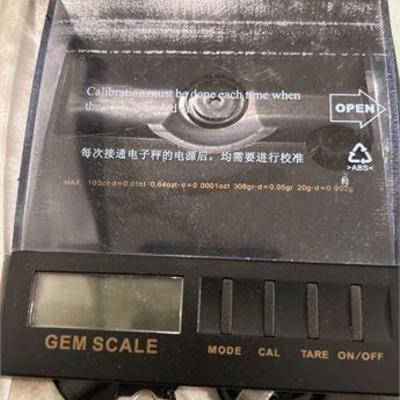 Calibration must be done each time when
the
OPEN
每次接通电子秤的电源后，均需要进行校准
>ABS<
MAX: 100ct-d=0.01ct 0.64ozt-d=0.0001ozt 308gr-d=0.05gr 20g-d=0.002g
GEM SCALE
MODE CAL TARE ON/OFF